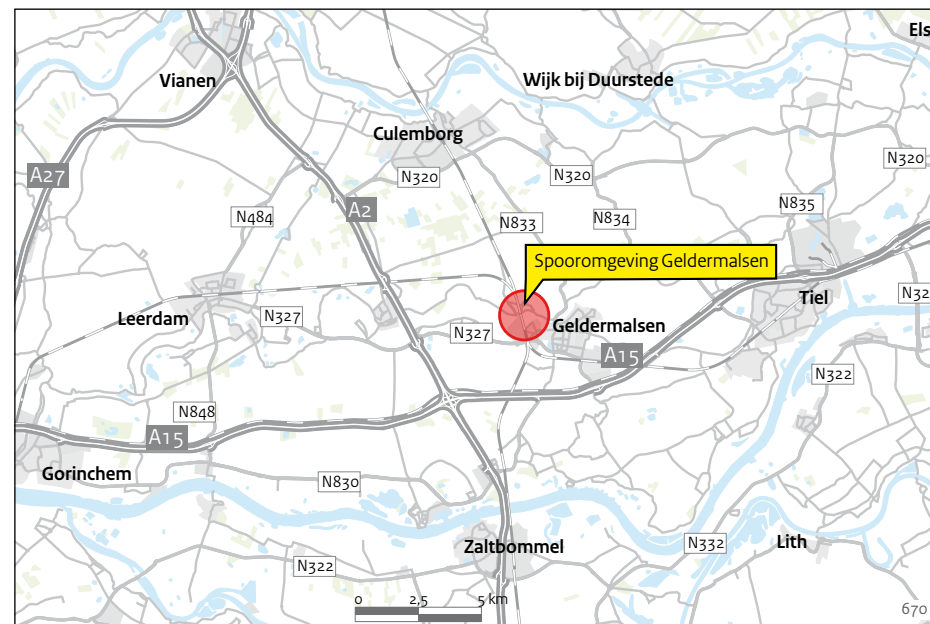 Els
Vianen
Wijk bij Duurstede
Culemborg
N320
A27
N320
N320
A2
N484
N835
N833
N834
Spooromgeving Geldermalsen
Tiel
N32
Leerdam
N327
N327
Geldermalsen
A15
N322
N848
A15
Gorinchem
N830
Zaltbommel
N332
Lith
N322
0 2,5 5 km
670